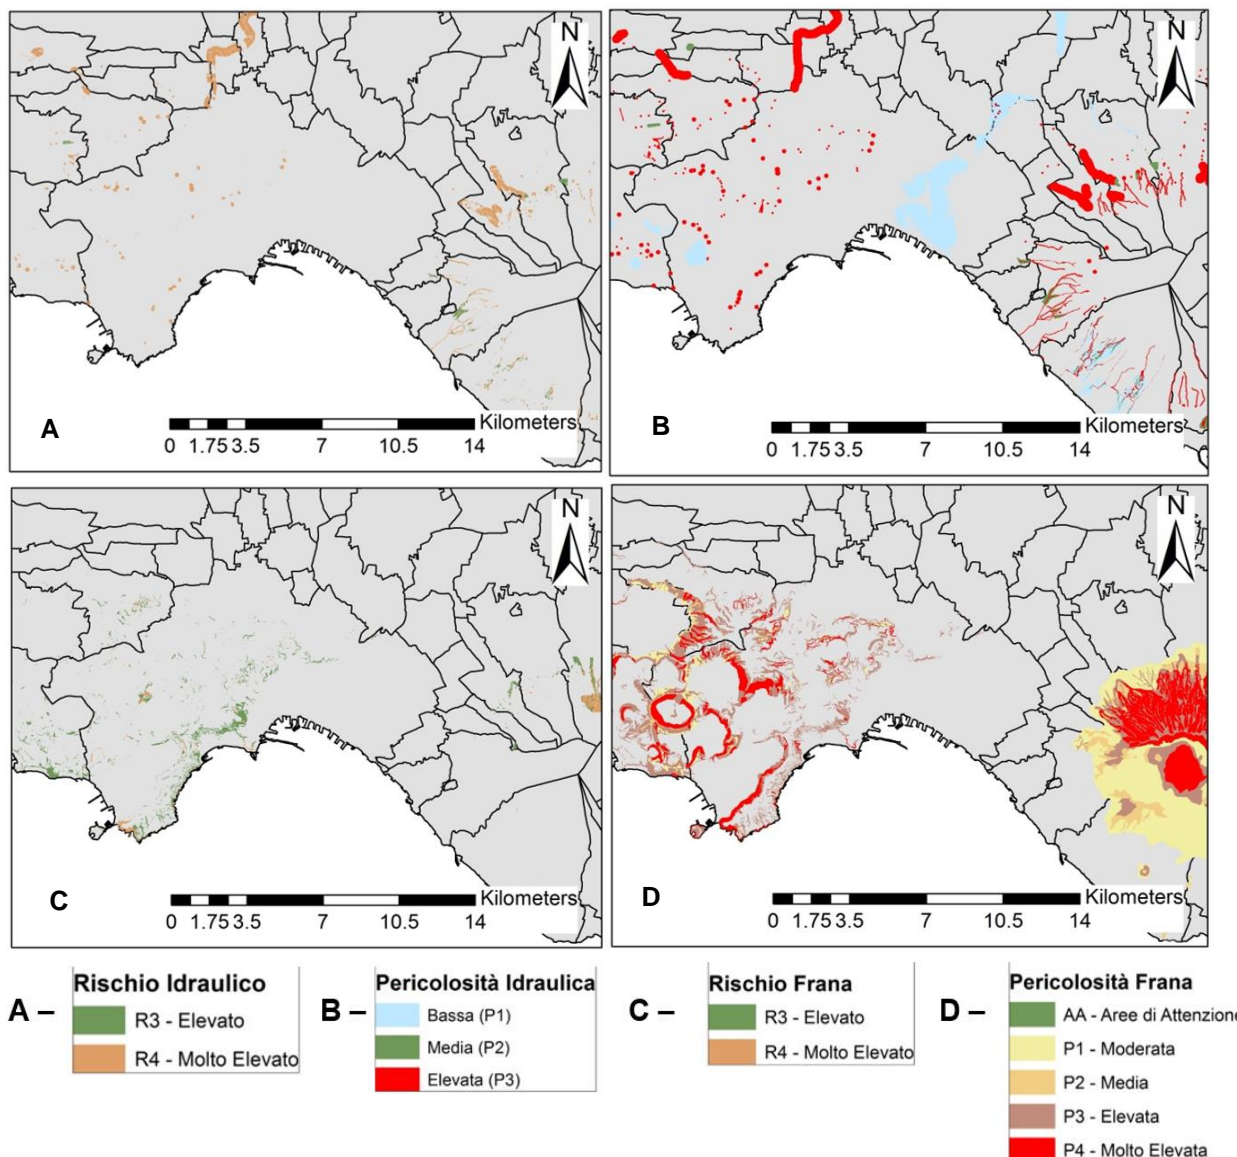 N
A
Kilometers
0 1.75 3.5 7 10.5 14
N
B
Kilometers
0 1.75 3.5 7 10.5 14
N
C
Kilometers
0 1.75 3.5 7 10.5 14
N
D
Kilometers
0 1.75 3.5 7 10.5 14
A –
Rischio Idraulico
R3 - Elevato
R4 - Molto Elevato
B –
Pericolosità Idraulica
Bassa (P1)
Media (P2)
Elevata (P3)
C –
Rischio Frana
R3 - Elevato
R4 - Molto Elevato
D –
Pericolosità Frana
AA - Aree di Attenzione
P1 - Moderata
P2 - Media
P3 - Elevata
P4 - Molto Elevata